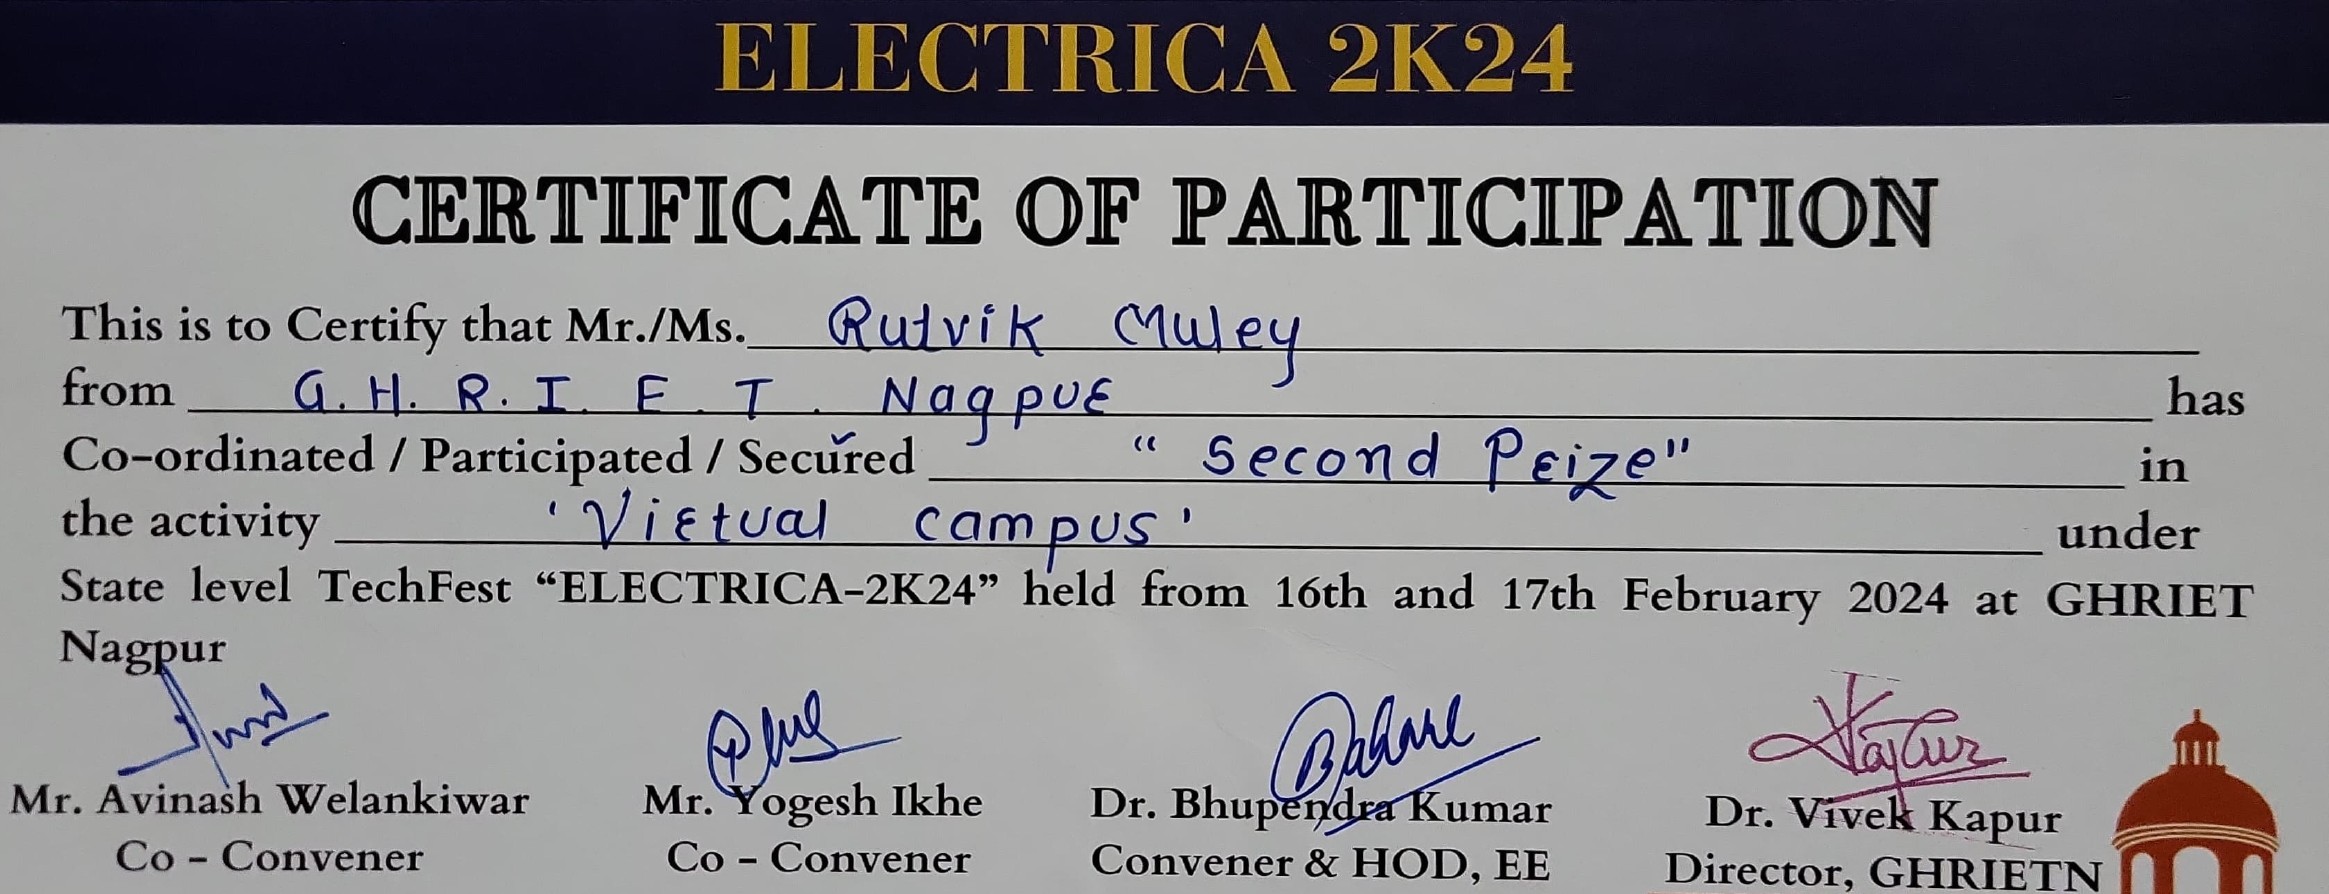 ELECTRICA 2K24
CERTIFICATE OF PARTICIPATION
This is to Certify that Mr./Ms. Rutvik Muley
from G.H.R.I.E.T. Nagpur has
Co-ordinated / Participated / Secured " Second Prize" in
the activity ' Virtual campus' under
State level TechFest “ELECTRICA-2K24” held from 16th and 17th February 2024 at GHRIET
Nagpur
Mr. Avinash Welankiwar Mr. Yogesh Ikhe Dr. Bhupendra Kumar Dr. Vivek Kapur
Co - Convener Co - Convener Convener & HOD, EE Director, GHRIETN